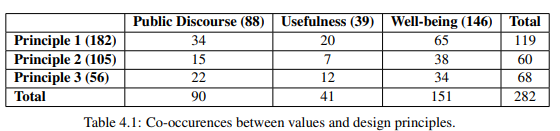 Public Discourse (88) Usefulness (39) Well-being (146) Total
Principle 1 (182) 34 20 65 119
Principle 2 (105) 15 7 38 60
Principle 3 (56) 22 12 34 68
Total 90 41 151 282
Table 4.1: Co-occurences between values and design principles.